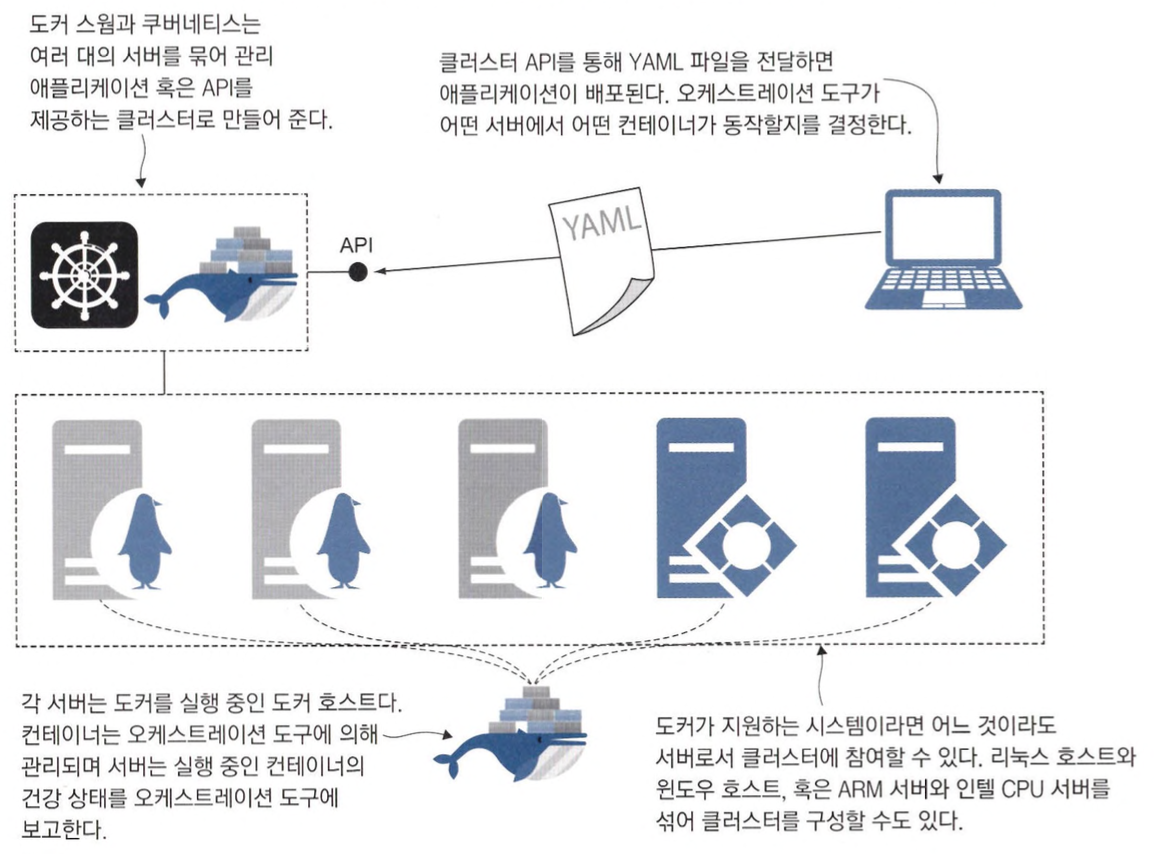 도커 스웜과 쿠버네티스는
여러 대의 서버를 묶어 관리
애플리케이션 혹은 API를
제공하는 클러스터로 만들어 준다.
클러스터 API를 통해 YAML 파일을 전달하면
애플리케이션이 배포된다. 오케스트레이션 도구가
어떤 서버에서 어떤 컨테이너가 동작할지를 결정한다.
API
YAML
각 서버는 도커를 실행 중인 도커 호스트다.
컨테이너는 오케스트레이션 도구에 의해
관리되며 서버는 실행 중인 컨테이너의
건강 상태를 오케스트레이션 도구에
보고한다.
도커가 지원하는 시스템이라면 어느 것이라도
서버로서 클러스터에 참여할 수 있다. 리눅스 호스트와
윈도우 호스트, 혹은 ARM 서버와 인텔 CPU 서버를
섞어 클러스터를 구성할 수도 있다.